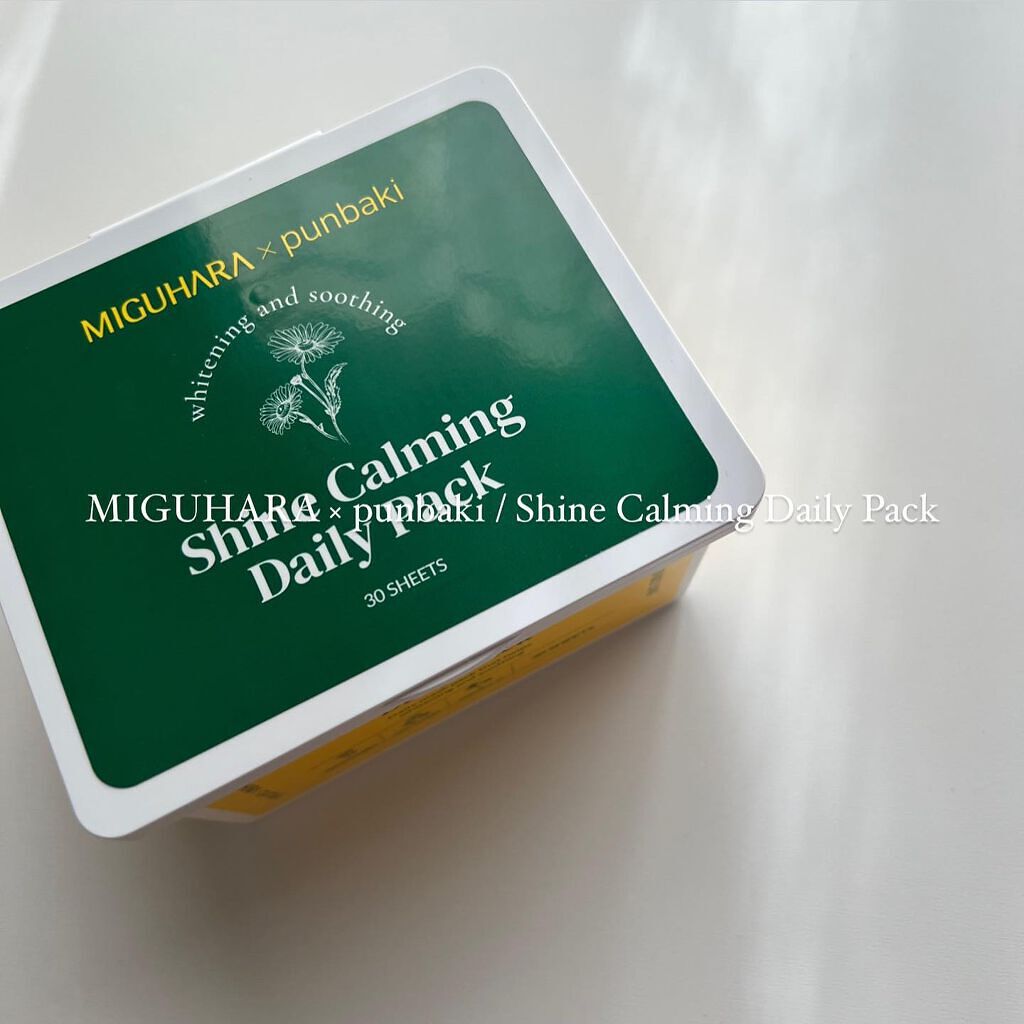 MIGUHARA × punbaki
whitening and soothing
Shine Calming
Daily Pack
30 SHEETS
MIGUHARA × punbaki / Shine Calming Daily Pack